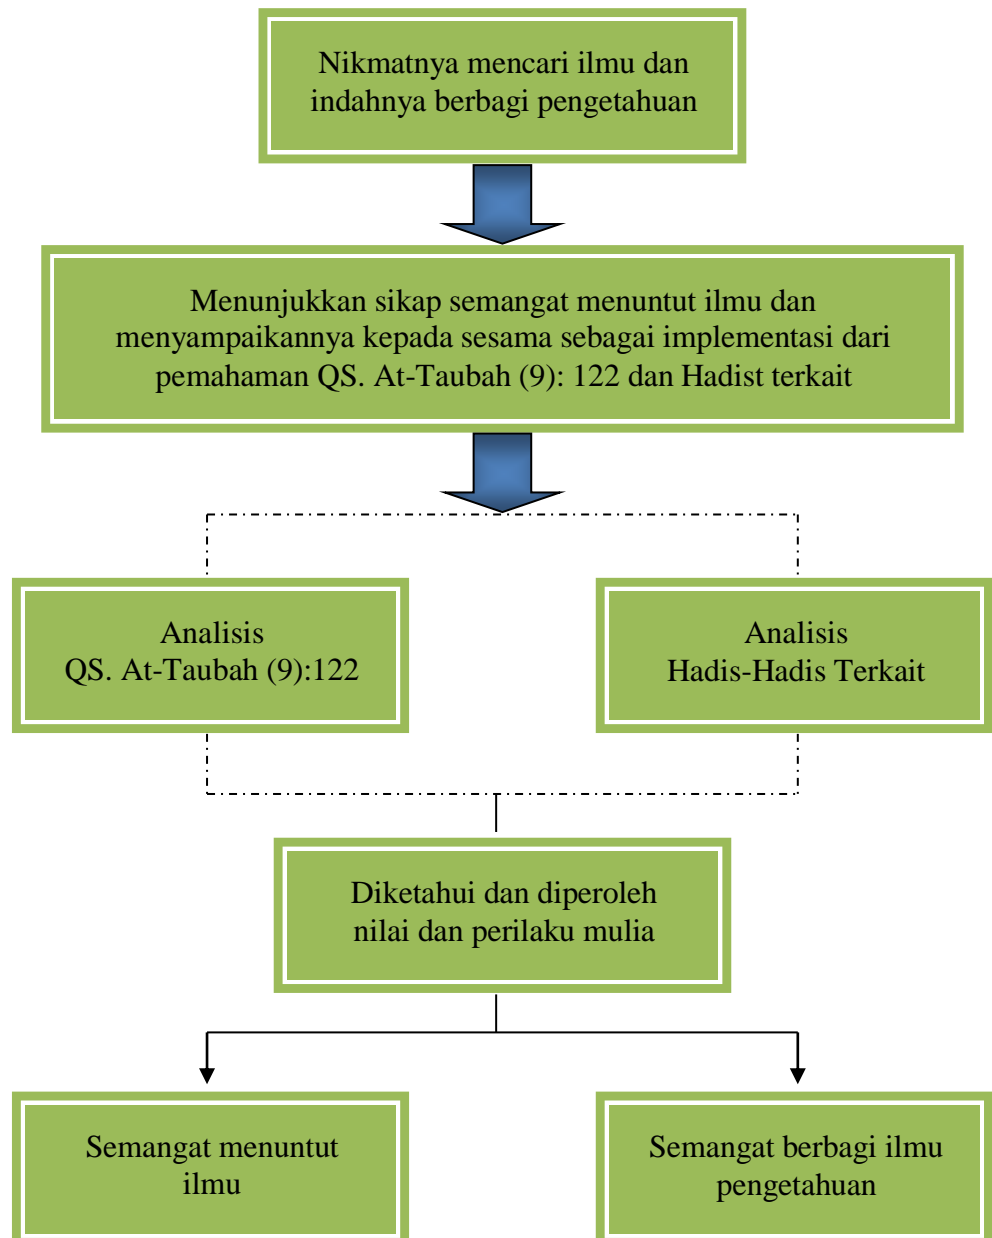 Nikmatnya mencari ilmu dan
indahnya berbagi pengetahuan
Menunjukkan sikap semangat menuntut ilmu dan
menyampaikannya kepada sesama sebagai implementasi dari
pemahaman QS. At-Taubah (9): 122 dan Hadist terkait
Analisis
QS. At-Taubah (9):122
Analisis
Hadis-Hadis Terkait
Diketahui dan diperoleh
nilai dan perilaku mulia
Semangat menuntut
ilmu
Semangat berbagi ilmu
pengetahuan